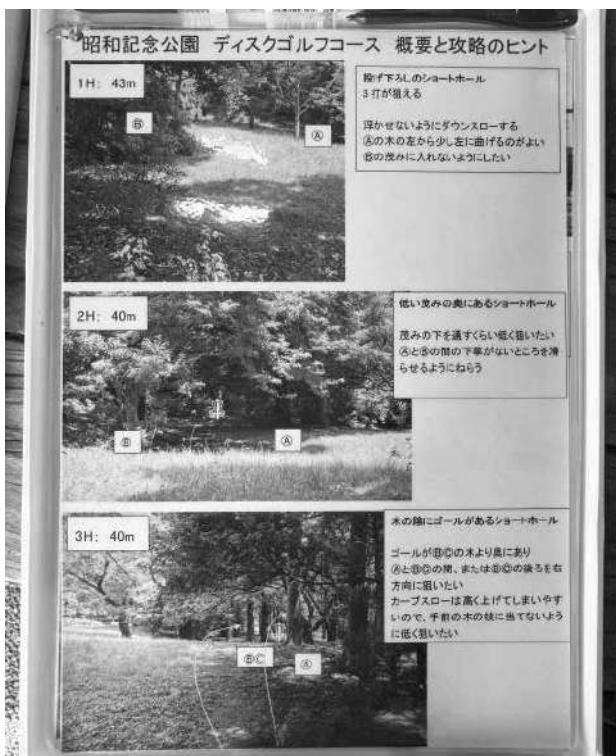 昭和記念公園 ディスクゴルフコース 概要と攻略のヒント
1H: 43m
Ⓑ
Ⓐ
投げ下ろしのショートホール
3打が狙える
浮かせないようにダウンスローする
Ⓐの木の左から少し左に曲げるのがよい
Ⓑの茂みに入れないようにしたい
2H: 40m
Ⓑ
Ⓐ
低い茂みの奥にあるショートホール
茂みの下を通すくらい低く狙いたい
ⒶとⒷの間の下草がないところを滑
らせるようにねらう
3H: 40m
ⒷⒸ
Ⓐ
木の陰にゴールがあるショートホール
ゴールがⒷⒸの木より奥にあり
ⒶとⒷⒸの間、またはⒷⒸの後ろを右
方向に狙いたい
カーブスローは高く上げてしまいやす
いので、手前の木の枝に当てないよう
に低く狙いたい